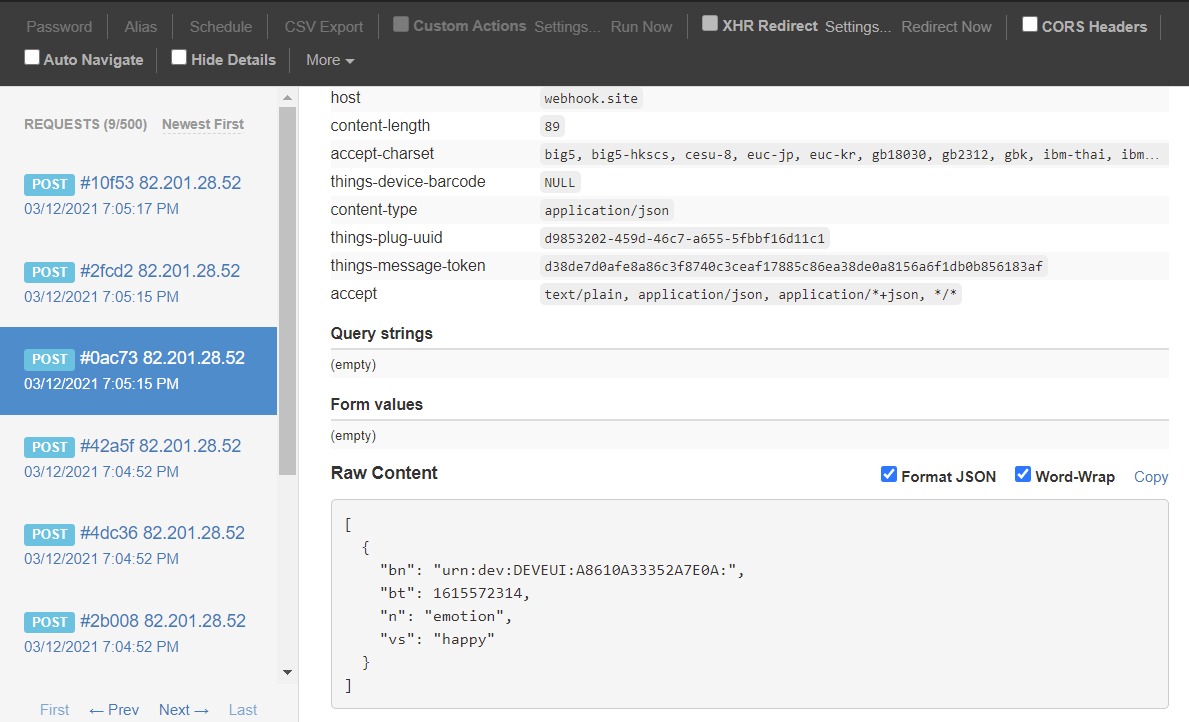 Password Alias Schedule CSV Export Custom Actions Settings... Run Now XHR Redirect Settings... Redirect Now CORS Headers
Auto Navigate Hide Details More
REQUESTS (9/500) Newest First
POST #10f53 82.201.28.52
03/12/2021 7:05:17 PM
POST #2fcd2 82.201.28.52
03/12/2021 7:05:15 PM
POST #0ac73 82.201.28.52
03/12/2021 7:05:15 PM
POST #42a5f 82.201.28.52
03/12/2021 7:04:52 PM
POST #4dc36 82.201.28.52
03/12/2021 7:04:52 PM
POST #2b008 82.201.28.52
03/12/2021 7:04:52 PM
First ← Prev Next → Last
host webhook.site
content-length 89
accept-charset big5, big5-hkscs, cesu-8, euc-jp, euc-kr, gb18030, gb2312, gbk, ibm-thai, ibm...
things-device-barcode NULL
content-type application/json
things-plug-uuid d9853202-459d-46c7-a655-5fbbf16d11c1
things-message-token d38de7d0afe8a86c3f8740c3ceaf17885c86ea38de0a8156a6f1db0b856183af
accept text/plain, application/json, application/*+json, */*
Query strings
(empty)
Form values
(empty)
Raw Content Format JSON Word-Wrap Copy
[
{
"bn": "urn:dev:DEVEUI:A8610A33352A7E0A:",
"bt": 1615572314,
"n": "emotion",
"vs": "happy"
}
]